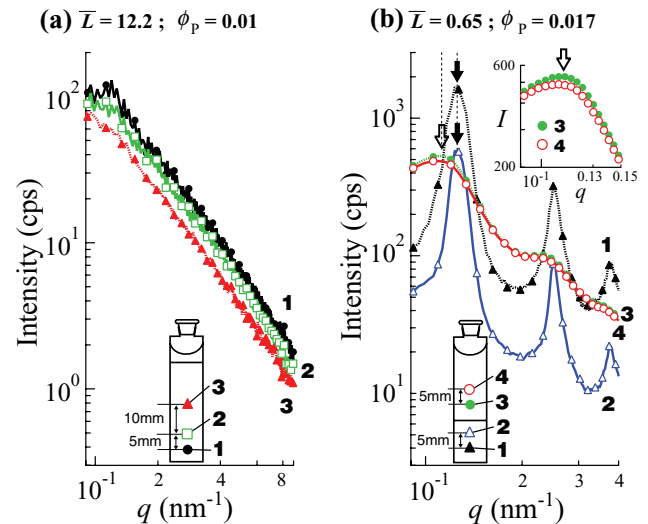 (a) L̅ = 12.2 ; ϕP = 0.01
Intensity (cps)
10²
10¹
10⁰
1
2
3
3
10mm
2
5mm
1
10⁻¹ 2 4 6 8
q (nm⁻¹)
(b) L̅ = 0.65 ; ϕP = 0.017
Intensity (cps)
10³
10²
10¹
600
I
200
3
4
10⁻¹ 0.13 0.15
q
1
3
4
2
4
5mm
3
2
5mm
1
10⁻¹ 2 3 4
q (nm⁻¹)